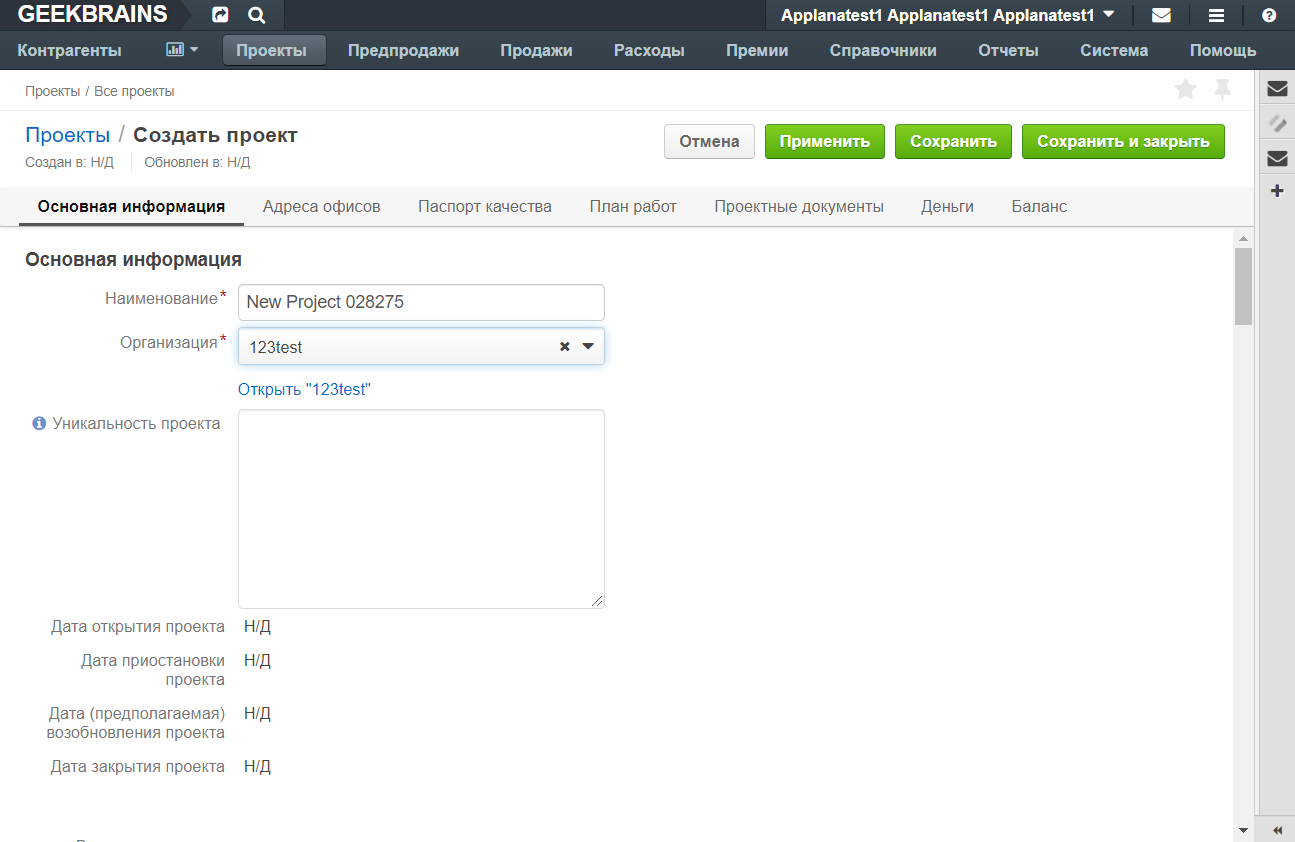 GEEKBRAINS
Applanatest1 Applanatest1 Applanatest1
Контрагенты Проекты Предпродажи Продажи Расходы Премии Справочники Отчеты Система Помощь
Проекты / Все проекты
Проекты / Создать проект
Создан в: Н/Д Обновлен в: Н/Д
Отмена Применить Сохранить Сохранить и закрыть
Основная информация Адреса офисов Паспорт качества План работ Проектные документы Деньги Баланс
Основная информация
Наименование* New Project 028275
Организация* 123test
Открыть "123test"
Уникальность проекта
Дата открытия проекта Н/Д
Дата приостановки Н/Д
проекта
Дата (предполагаемая) Н/Д
возобновления проекта
Дата закрытия проекта Н/Д